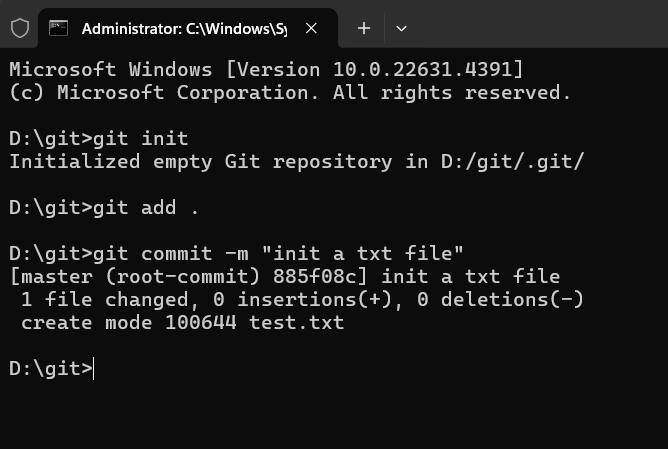 Administrator: C:\Windows\Sy
Microsoft Windows [Version 10.0.22631.4391]
(c) Microsoft Corporation. All rights reserved.
D:\git>git init
Initialized empty Git repository in D:/git/.git/
D:\git>git add .
D:\git>git commit -m "init a txt file"
[master (root-commit) 885f08c] init a txt file
 1 file changed, 0 insertions(+), 0 deletions(-)
 create mode 100644 test.txt
D:\git>